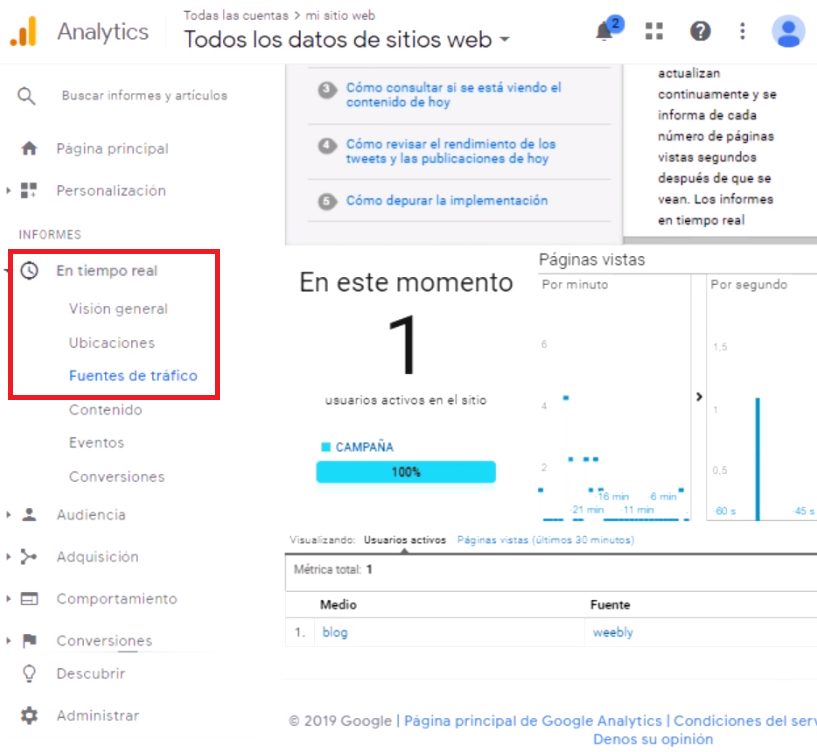 Analytics
Todas las cuentas > mi sitio web
Todos los datos de sitios web
2
Buscar informes y artículos
Página principal
Personalización
INFORMES
En tiempo real
Visión general
Ubicaciones
Fuentes de tráfico
Contenido
Eventos
Conversiones
Audiencia
Adquisición
Comportamiento
Conversiones
Descubrir
Administrar
3 Cómo consultar si se está viendo el
contenido de hoy
4 Cómo revisar el rendimiento de los
tweets y las publicaciones de hoy
5 Cómo depurar la implementación
actualizan
continuamente y se
informa de cada
número de páginas
vistas segundos
después de que se
vean. Los informes
en tiempo real
En este momento
1
usuarios activos en el sitio
CAMPAÑA
100%
Páginas vistas
Por minuto
6
4
2
-21 min
-16 min
-11 min
-6 min
Por segundo
1,5
1
0,5
-60 s
-45 s
Visualizando: Usuarios activos Páginas vistas (últimos 30 minutos)
Métrica total: 1
Medio Fuente
1. blog weebly
© 2019 Google | Página principal de Google Analytics | Condiciones del serv
Denos su opinión